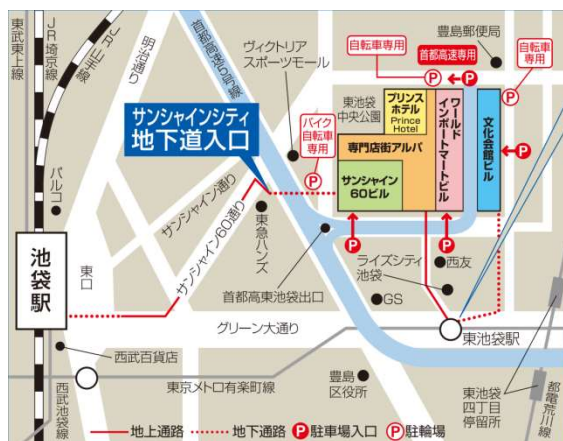 東武東上線
JR埼京線
JR山手線
明治通り
首都高速5号線
ヴィクトリア
スポーツモール
豊島郵便局
自転車専用
首都高速専用
自転車
専用
P
P
P
サンシャインシティ
地下道入口
バイク
自転車
専用
P
東池袋
中央公園
プリンス
ホテル
Prince
Hotel
ワールド
インポートマートビル
文化会館ビル
P
専門店街アルパ
サンシャイン
60ビル
パルコ
サンシャイン通り
サンシャイン60通り
東急ハンズ
P
P
池袋駅
東口
首都高東池袋出口
ライズシティ
池袋
西友
GS
グリーン大通り
東池袋駅
西武百貨店
東京メトロ有楽町線
豊島
区役所
東池袋
四丁目
停留所
都電荒川線
西武池袋線
地上通路
地下通路
P駐車場入口
P駐輪場